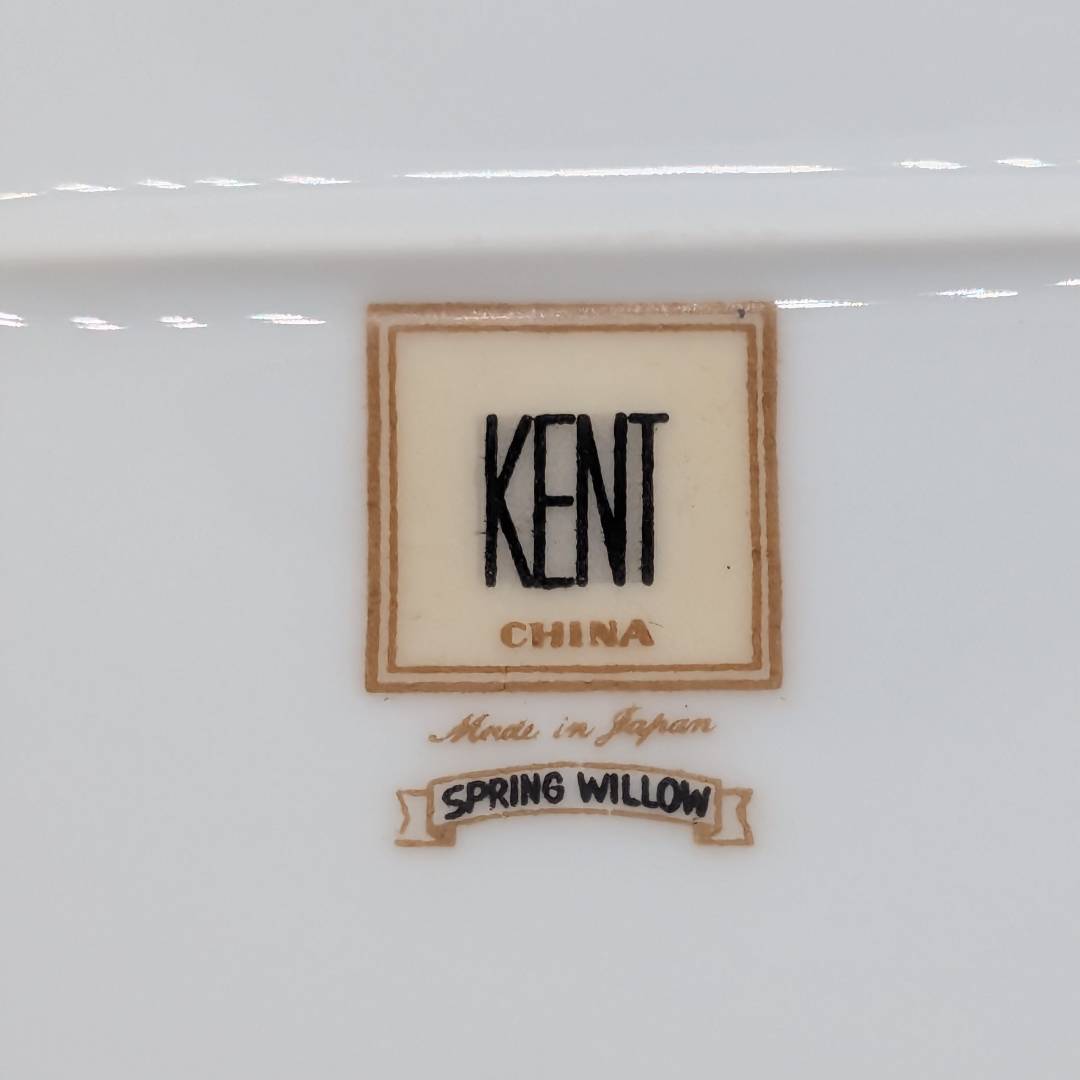 KENT
CHINA
Made in Japan
SPRING WILLOW